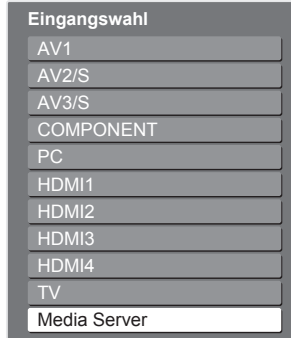 Eingangswahl
AV1
AV2/S
AV3/S
COMPONENT
PC
HDMI1
HDMI2
HDMI3
HDMI4
TV
Media Server